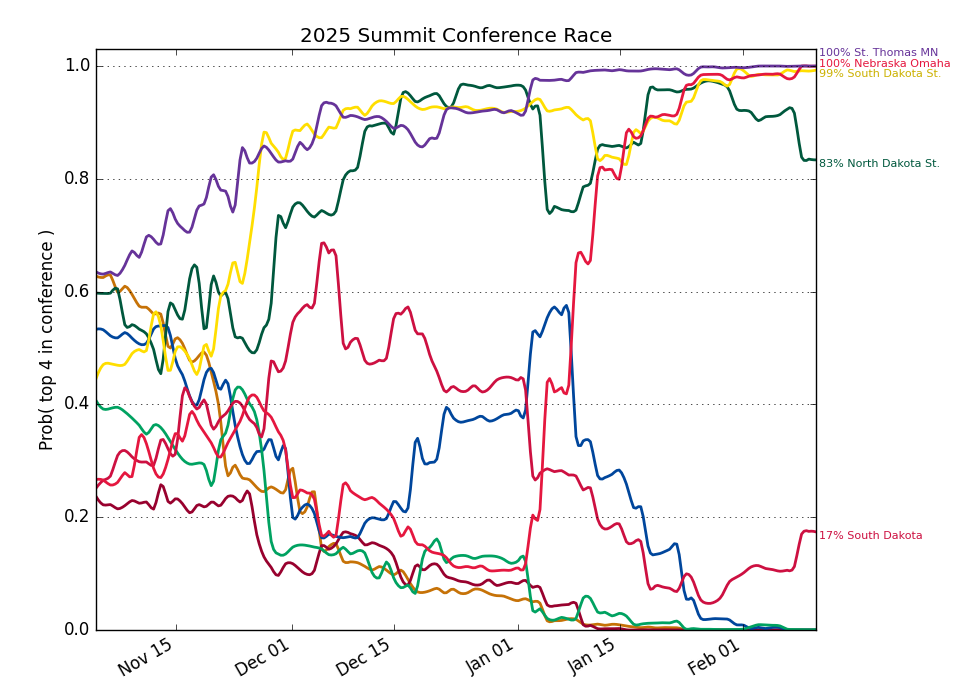 2025 Summit Conference Race
Prob( top 4 in conference )
1.0
0.8
0.6
0.4
0.2
0.0
Nov 15
Dec 01
Dec 15
Jan 01
Jan 15
Feb 01
100% St. Thomas MN
100% Nebraska Omaha
99% South Dakota St.
83% North Dakota St.
17% South Dakota